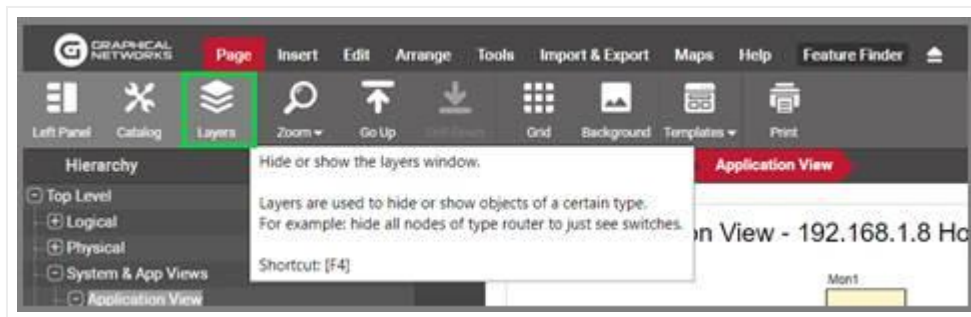 GRAPHICAL NETWORKS
Page Insert Edit Arrange Tools Import & Export Maps Help Feature Finder
Left Panel Catalog Layers Zoom Go Up Drill Down Grid Background Templates Print
Hierarchy
Application View
Hide or show the layers window.
Top Level
Layers are used to hide or show objects of a certain type.
Logical
For example: hide all nodes of type router to just see switches.
on View - 192.168.1.8 Ho
Physical
System & App Views
Shortcut: [F4]
Mon1
Application View